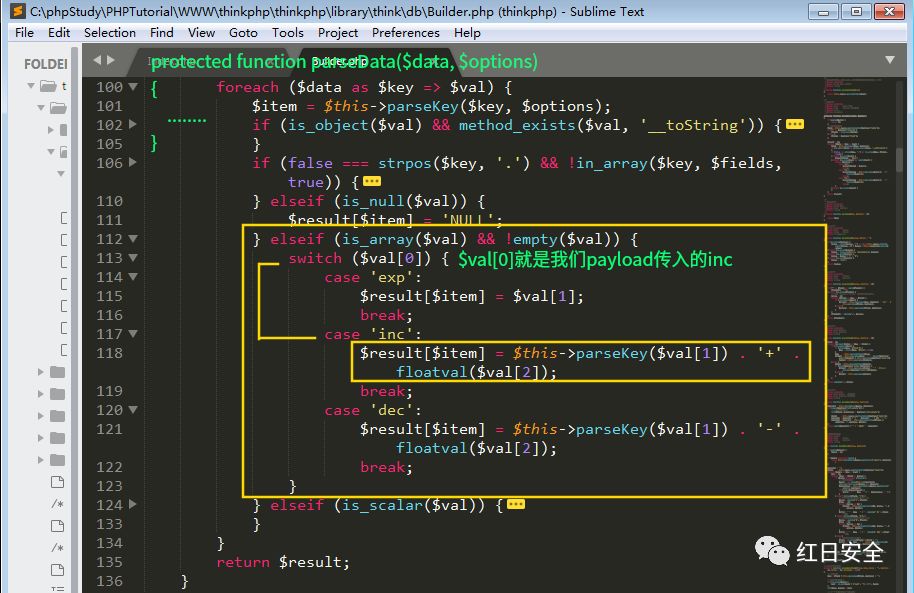 C:\phpStudy\PHPTutorial\WWW\thinkphp\thinkphp\library\think\db\Builder.php (thinkphp) - Sublime Text
File Edit Selection Find View Goto Tools Project Preferences Help
FOLDEI
protected function parseData($data, $options)
100 { foreach ($data as $key => $val) {
101 $item = $this->parseKey($key, $options);
102 ········ if (is_object($val) && method_exists($val, '__toString')) {
105 } }
106 if (false === strpos($key, '.') && !in_array($key, $fields,
true)) {
110 } elseif (is_null($val)) {
111 $result[$item] = 'NULL';
112 } elseif (is_array($val) && !empty($val)) {
113 switch ($val[0]) { $val[0]就是我们payload传入的inc
114 case 'exp':
115 $result[$item] = $val[1];
116 break;
117 case 'inc':
118 $result[$item] = $this->parseKey($val[1]) . '+' .
floatval($val[2]);
119 break;
120 case 'dec':
121 $result[$item] = $this->parseKey($val[1]) . '-' .
floatval($val[2]);
122 break;
123 }
124 } elseif (is_scalar($val)) {
133 }
134 }
135 return $result;
136 }
红日安全